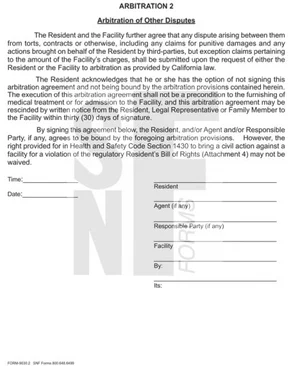 ARBITRATION 2
Arbitration of Other Disputes
The Resident and the Facility further agree that any dispute arising between them
from torts, contracts or otherwise, including any claims for punitive damages and any
actions brought on behalf of the Resident by third-parties, but exception claims pertaining
to the amount of the Facility's charges, shall be submitted upon the request of either the
Resident or the Facility to arbitration as provided by California law.
The Resident acknowledges that he or she has the option of not signing this
arbitration agreement and not being bound by the arbitration provisions contained herein.
The execution of this arbitration agreement shall not be a precondition to the furnishing of
medical treatment or for admission to the Facility, and this arbitration agreement may be
rescinded by written notice from the Resident, Legal Representative or Family Member to
the Facility within thirty (30) days of signature.
By signing this agreement below, the Resident, and/or Agent and/or Responsible
Party, if any, agrees to be bound by the foregoing arbitration provisions. However, the
right provided for in Health and Safety Code Section 1430 to bring a civil action against a
facility for a violation of the regulatory Resident's Bill of Rights (Attachment 4) may not be
waived.
Time:
Resident
Date:
Agent (if any)
Responsible Party (if any)
Facility
By:
Its:
SNF
FORMS